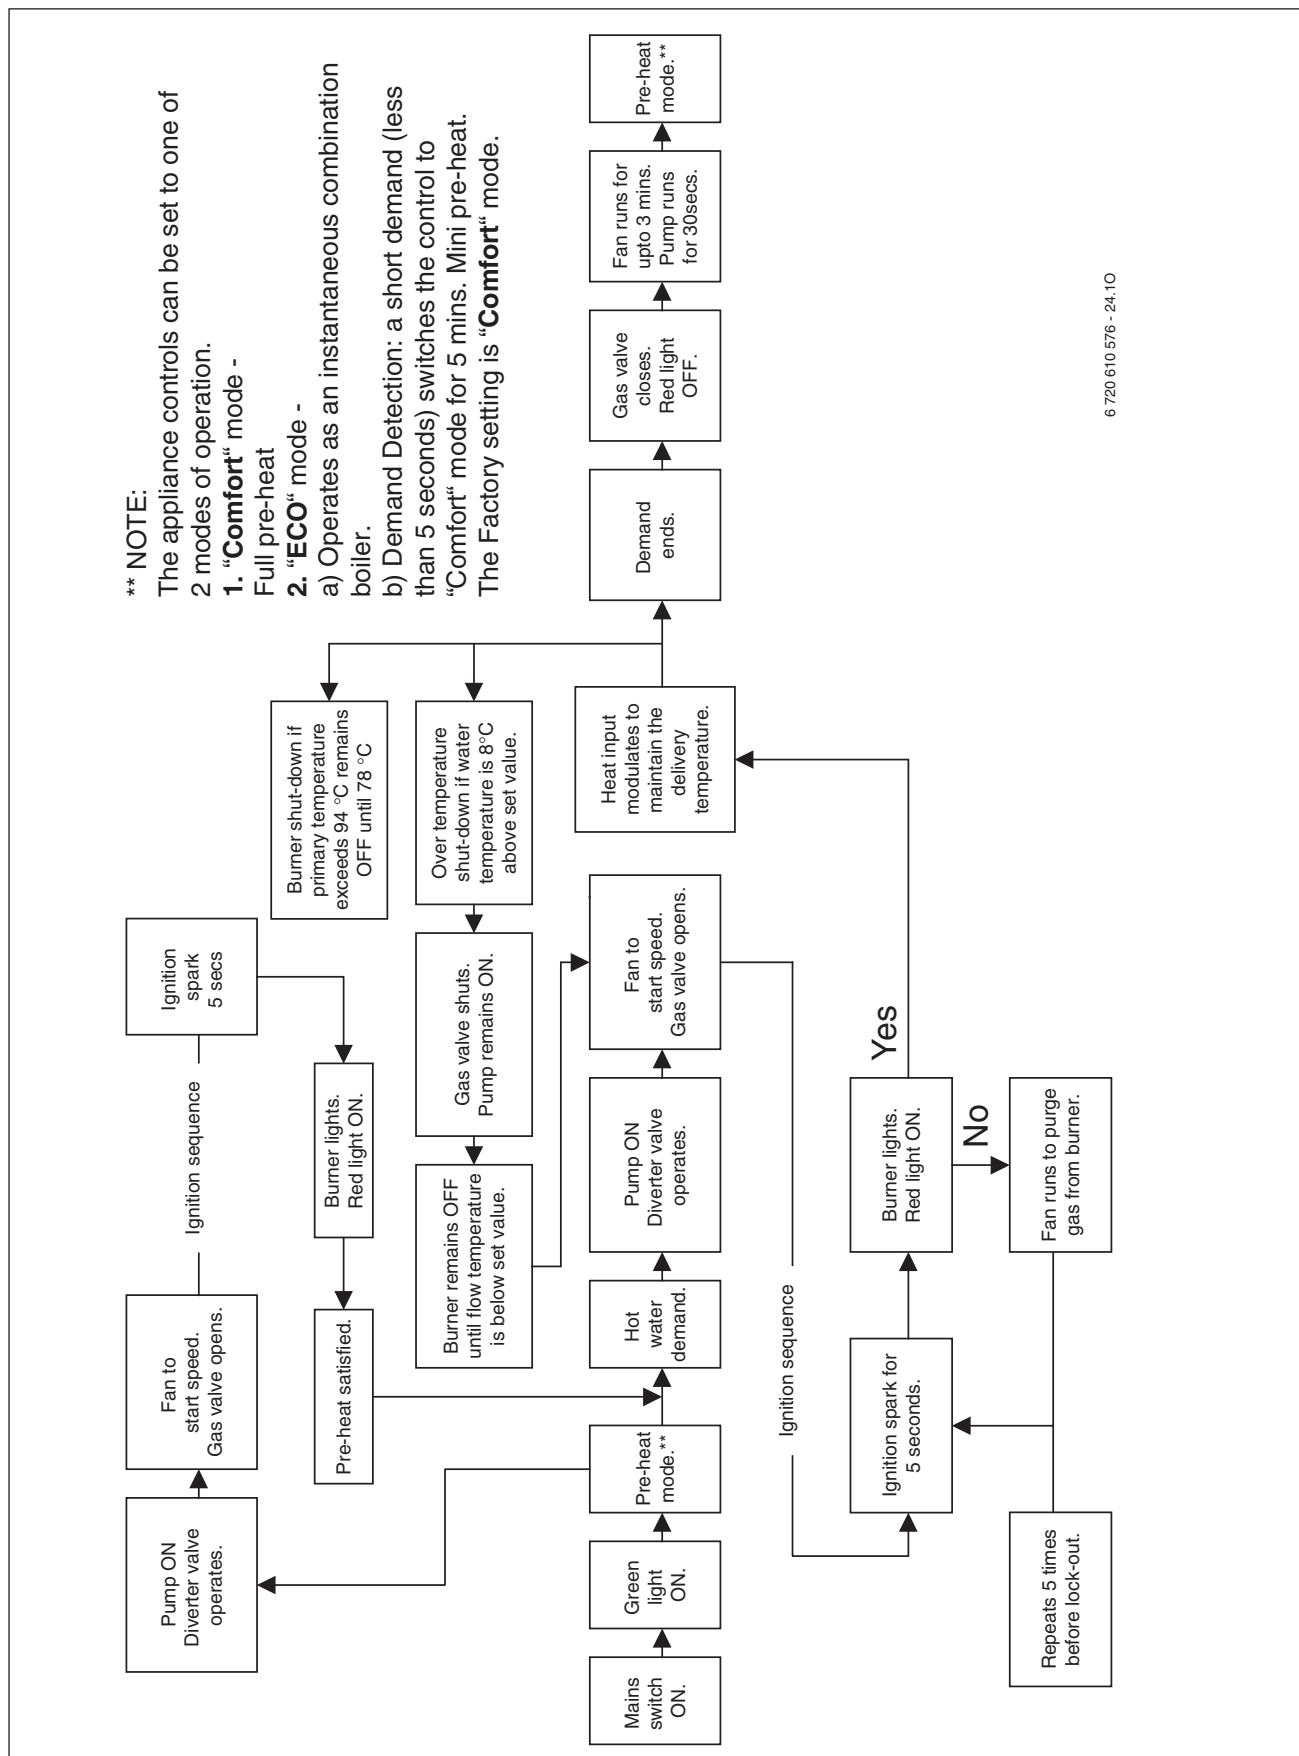 ** NOTE:
The appliance controls can be set to one of
2 modes of operation.
1. “Comfort“ mode -
Full pre-heat
2. “ECO“ mode -
a) Operates as an instantaneous combination
boiler.
b) Demand Detection: a short demand (less
than 5 seconds) switches the control to
“Comfort“ mode for 5 mins. Mini pre-heat.
The Factory setting is “Comfort“ mode.
Pump ON
Diverter valve
operates.
Fan to
start speed.
Gas valve opens.
Ignition sequence
Ignition
spark
5 secs
Pre-heat satisfied.
Burner lights.
Red light ON.
Burner shut-down if
primary temperature
exceeds 94 °C remains
OFF until 78 °C
Burner remains OFF
until flow temperature
is below set value.
Gas valve shuts.
Pump remains ON.
Over temperature
shut-down if water
temperature is 8°C
above set value.
Mains
switch
ON.
Green
light
ON.
Pre-heat
mode.**
Hot
water
demand.
Pump ON
Diverter valve
operates.
Fan to
start speed.
Gas valve opens.
Heat input
modulates to
maintain the
delivery
temperature.
Demand
ends.
Gas valve
closes.
Red light
OFF.
Fan runs for
upto 3 mins.
Pump runs
for 30secs.
Pre-heat
mode.**
Ignition sequence
Ignition spark for
5 seconds.
Burner lights.
Red light ON.
Yes
No
Repeats 5 times
before lock-out.
Fan runs to purge
gas from burner.
6 720 610 576 - 24.1O